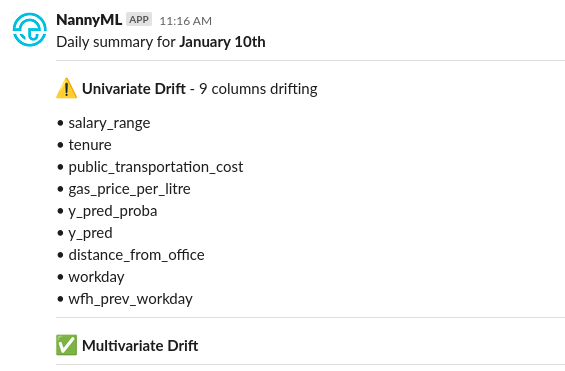 NannyML APP 11:16 AM
Daily summary for January 10th
⚠️ Univariate Drift - 9 columns drifting
• salary_range
• tenure
• public_transportation_cost
• gas_price_per_litre
• y_pred_proba
• y_pred
• distance_from_office
• workday
• wfh_prev_workday
✅ Multivariate Drift